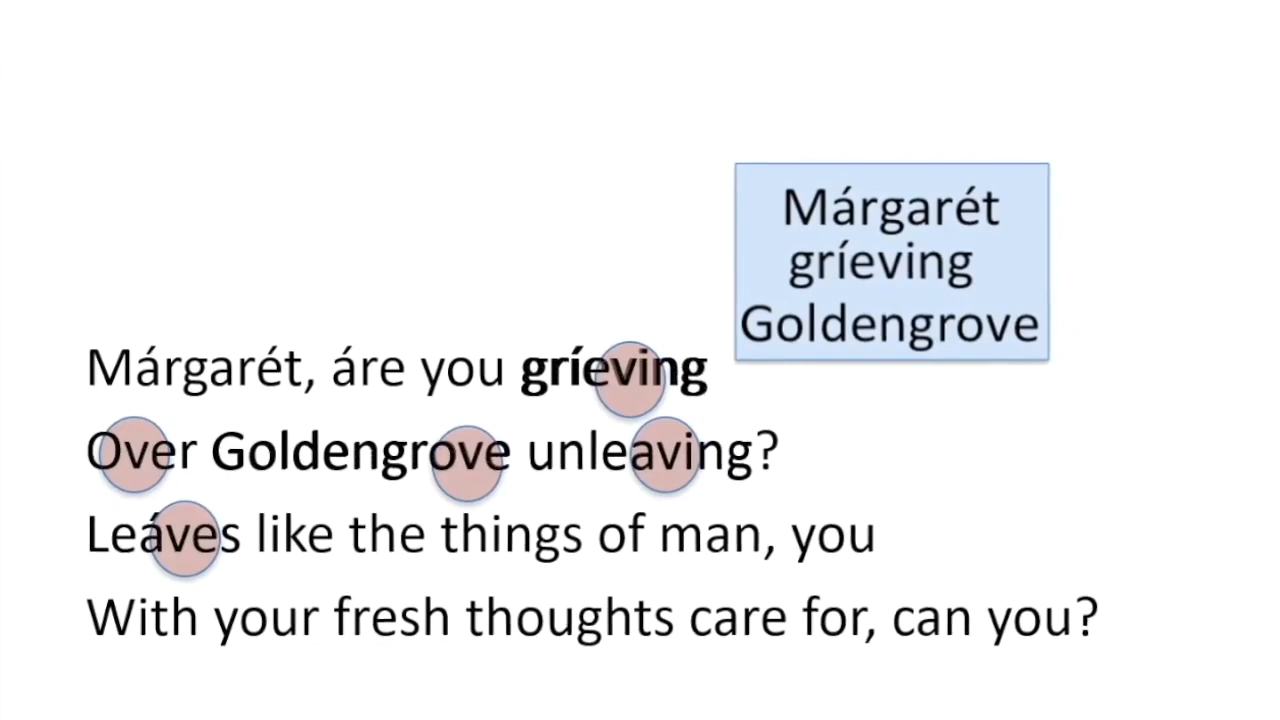 Márgarét
gríeving
Goldengrove
Márgarét, áre you gríeving
Over Goldengrove unleaving?
Leáves like the things of man, you
With your fresh thoughts care for, can you?